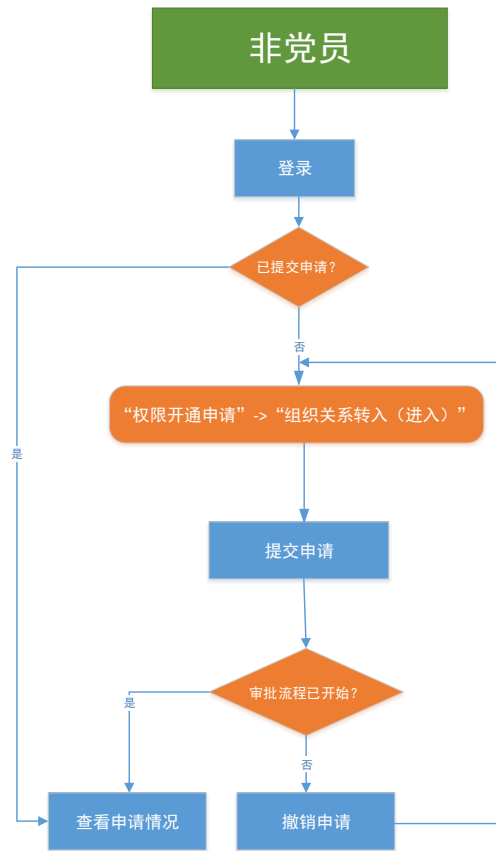 非党员
登录
已提交申请？
否
“权限开通申请”->“组织关系转入（进入）”
是
提交申请
审批流程已开始？
是
否
查看申请情况
撤销申请